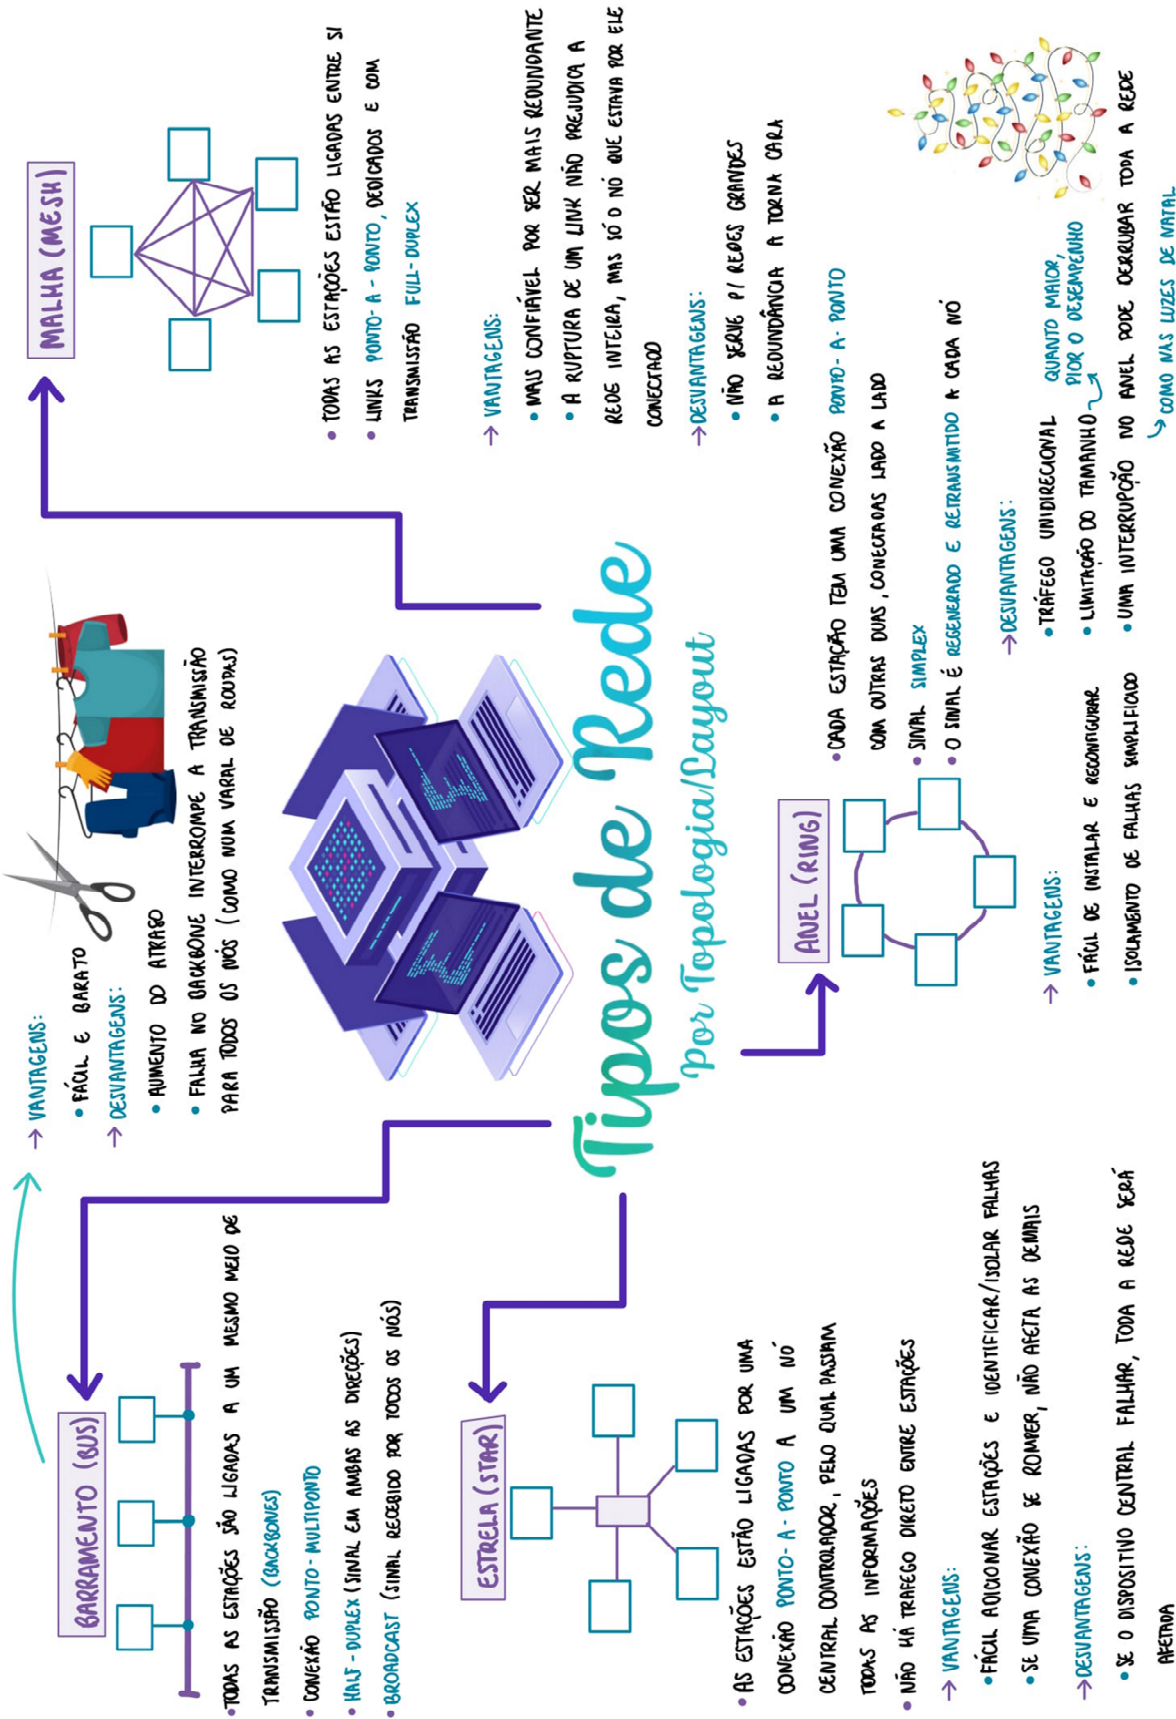 Tipos de Rede
Por Topologia/Layout
BARRAMENTO (BUS)
• TODAS AS ESTAÇÕES SÃO LIGADAS A UM MESMO MEIO DE
TRANSMISSÃO (BACKBONES)
• CONEXÃO PONTO-MULTIPONTO
• HALF-DUPLEX (SINAL EM AMBAS AS DIREÇÕES)
• BROADCAST (SINAL RECEBIDO POR TODOS OS NÓS)
→ VANTAGENS:
• FÁCIL E BARATO
→ DESVANTAGENS:
• AUMENTO DO ATRASO
• FALHA NO BACKBONE INTERROMPE A TRANSMISSÃO
PARA TODOS OS NÓS (COMO NUM VARAL DE ROUPAS)
MALHA (MESH)
• TODAS AS ESTAÇÕES ESTÃO LIGADAS ENTRE SI
• LINKS PONTO-A-PONTO, DEDICADOS E COM
TRANSMISSÃO FULL-DUPLEX
→ VANTAGENS:
• MAIS CONFIÁVEL POR SER MAIS REDUNDANTE
• A RUPTURA DE UM LINK NÃO PREJUDICA A
REDE INTEIRA, MAS SÓ O NÓ QUE ESTAVA POR ELE
CONECTADO
→ DESVANTAGENS:
• NÃO SERVE P/ REDES GRANDES
• A REDUNDÂNCIA A TORNA CARA
ESTRELA (STAR)
• AS ESTAÇÕES ESTÃO LIGADAS POR UMA
CONEXÃO PONTO-A-PONTO A UM NÓ
CENTRAL CONTROLADOR, PELO QUAL PASSAM
TODAS AS INFORMAÇÕES
• NÃO HÁ TRÁFEGO DIRETO ENTRE ESTAÇÕES
→ VANTAGENS:
• FÁCIL ADICIONAR ESTAÇÕES E IDENTIFICAR/ISOLAR FALHAS
• SE UMA CONEXÃO SE ROMPER, NÃO AFETA AS DEMAIS
→ DESVANTAGENS:
• SE O DISPOSITIVO CENTRAL FALHAR, TODA A REDE SERÁ
AFETADA
ANEL (RING)
• CADA ESTAÇÃO TEM UMA CONEXÃO PONTO-A-PONTO
COM OUTRAS DUAS, CONECTADAS LADO A LADO
• SINAL SIMPLEX
• O SINAL É REGENERADO E RETRANSMITIDO A CADA NÓ
→ VANTAGENS:
• FÁCIL DE INSTALAR E RECONFIGURAR
• ISOLAMENTO DE FALHAS SIMPLIFICADO
→ DESVANTAGENS:
• TRÁFEGO UNIDIRECIONAL
• LIMITAÇÃO DO TAMANHO
QUANTO MAIOR,
PIOR O DESEMPENHO
• UMA INTERRUPÇÃO NO ANEL PODE DERRUBAR TODA A REDE
COMO NAS LUZES DE NATAL